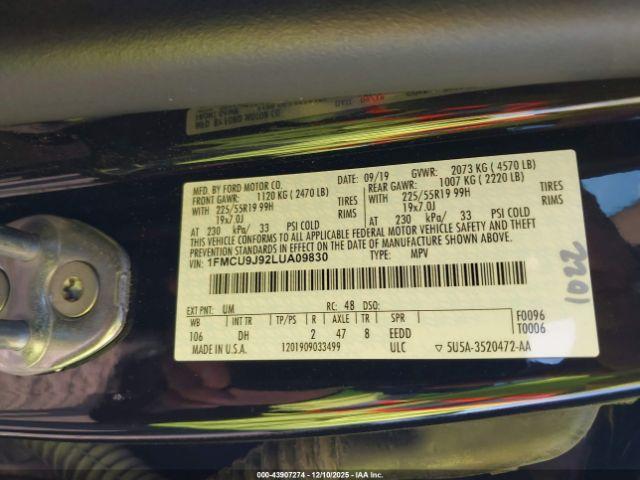 MFD. BY FORD MOTOR CO.
DATE: 09/19 GVWR: 2073 KG ( 4570 LB)
FRONT GAWR: 1120 KG ( 2470 LB) REAR GAWR: 1007 KG ( 2220 LB)
WITH 225/55R19 99H TIRES WITH 225/55R19 99H TIRES
19x7.0J RIMS 19x7.0J RIMS
AT 230 kPa/ 33 PSI COLD AT 230 kPa/ 33 PSI COLD
THIS VEHICLE CONFORMS TO ALL APPLICABLE FEDERAL MOTOR VEHICLE SAFETY AND THEFT
PREVENTION STANDARDS IN EFFECT ON THE DATE OF MANUFACTURE SHOWN ABOVE.
VIN: 1FMCU9J92LUA09830 TYPE: MPV
1022
EXT PNT: UM RC: 48 DSO:
WB INT TR TP/PS R AXLE TR SPR F0096
106 DH 2 47 8 EEDD T0006
MADE IN U.S.A. 1201909033499 ULC ▽ 5U5A-3520472-AA
000-43907274 — 12/10/2025 — IAA Inc.